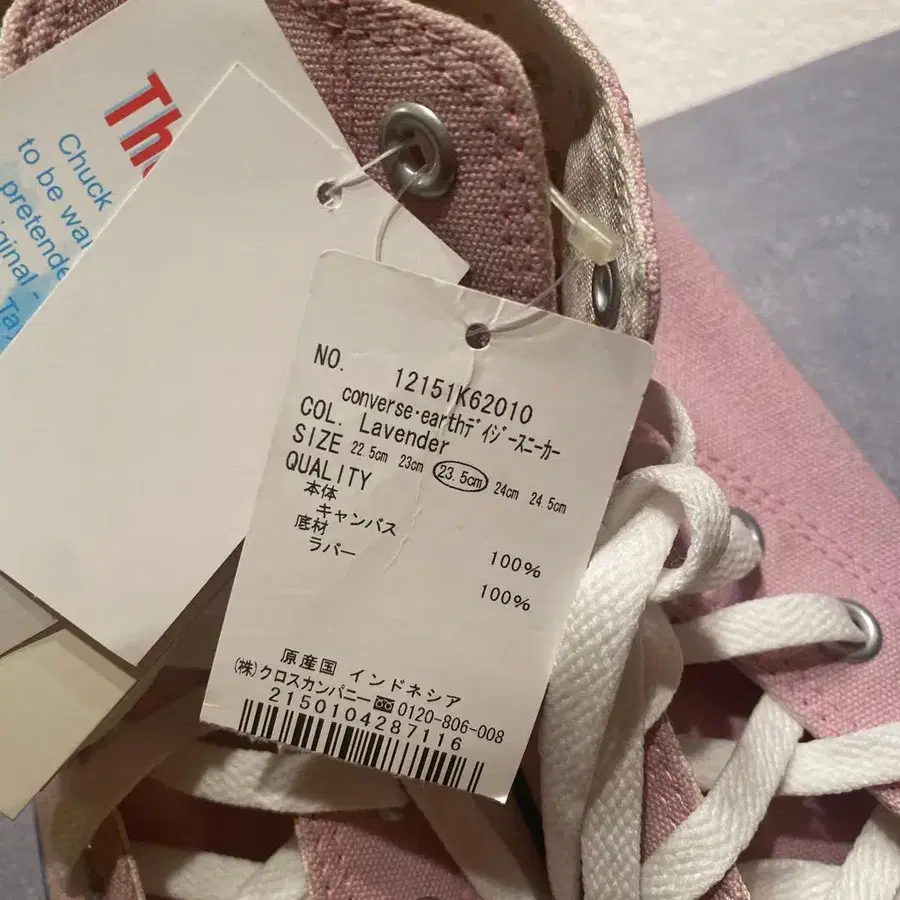 Th
Chuck
to be wa
pretende
iginal -
Tay
NO. 12151K62010
converse・earthデイジースニーカー
COL. Lavender
SIZE 22.5cm 23cm 23.5cm 24cm 24.5cm
QUALITY
本体
キャンバス 100%
底材
ラバー 100%
原産国 インドネシア
(株)クロスカンパニー 0120-806-008
2150104287116